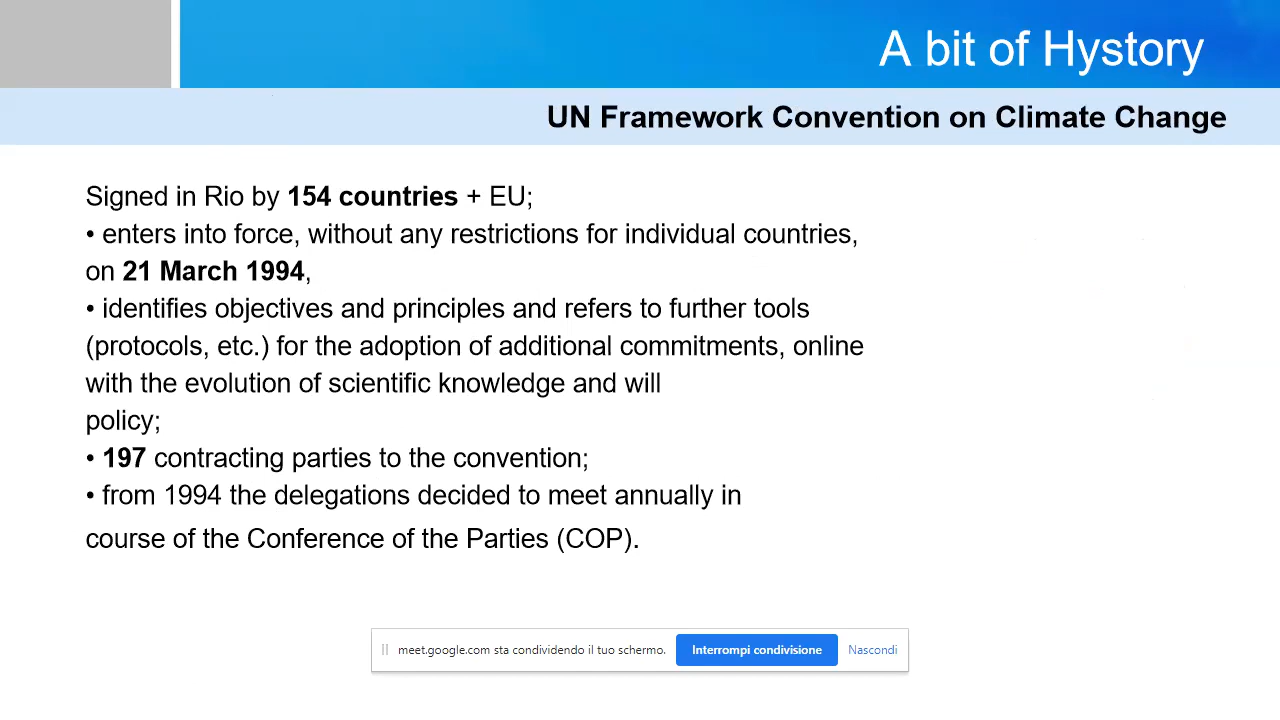 A bit of Hystory
UN Framework Convention on Climate Change
Signed in Rio by 154 countries + EU;
• enters into force, without any restrictions for individual countries,
on 21 March 1994,
• identifies objectives and principles and refers to further tools
(protocols, etc.) for the adoption of additional commitments, online
with the evolution of scientific knowledge and will
policy;
• 197 contracting parties to the convention;
• from 1994 the delegations decided to meet annually in
course of the Conference of the Parties (COP).
meet.google.com sta condividendo il tuo schermo. Interrompi condivisione Nascondi